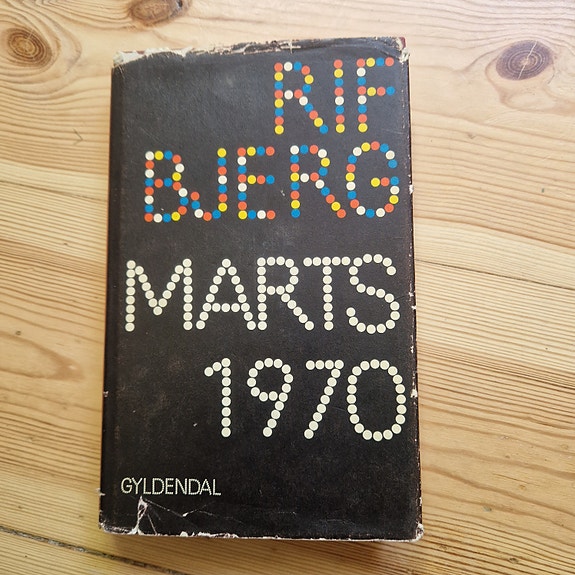 RIF
BJERG
MARTS
1970
GYLDENDAL